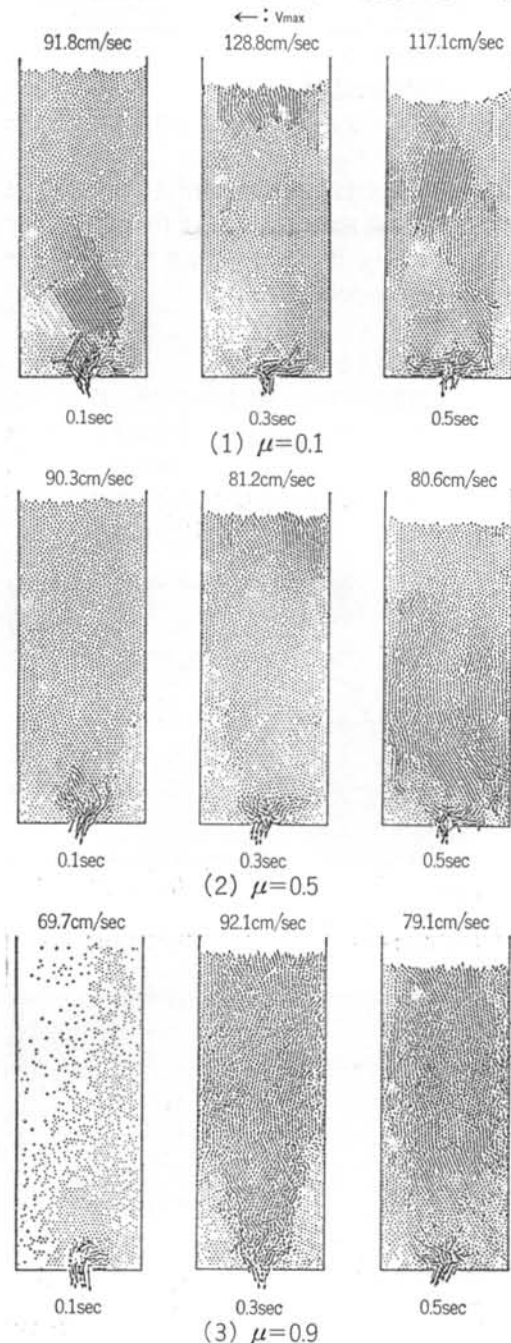 ←: Vmax
91.8cm/sec 128.8cm/sec 117.1cm/sec
0.1sec 0.3sec 0.5sec
(1) μ=0.1
90.3cm/sec 81.2cm/sec 80.6cm/sec
0.1sec 0.3sec 0.5sec
(2) μ=0.5
69.7cm/sec 92.1cm/sec 79.1cm/sec
0.1sec 0.3sec 0.5sec
(3) μ=0.9